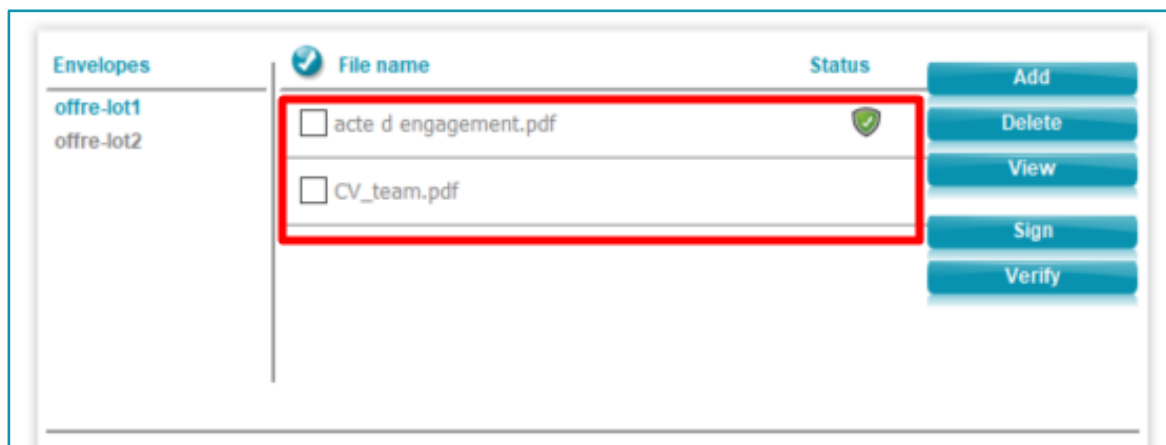 Envelopes
File name
Status
Add
offre-lot1
acte d engagement.pdf
Delete
offre-lot2
View
CV_team.pdf
Sign
Verify